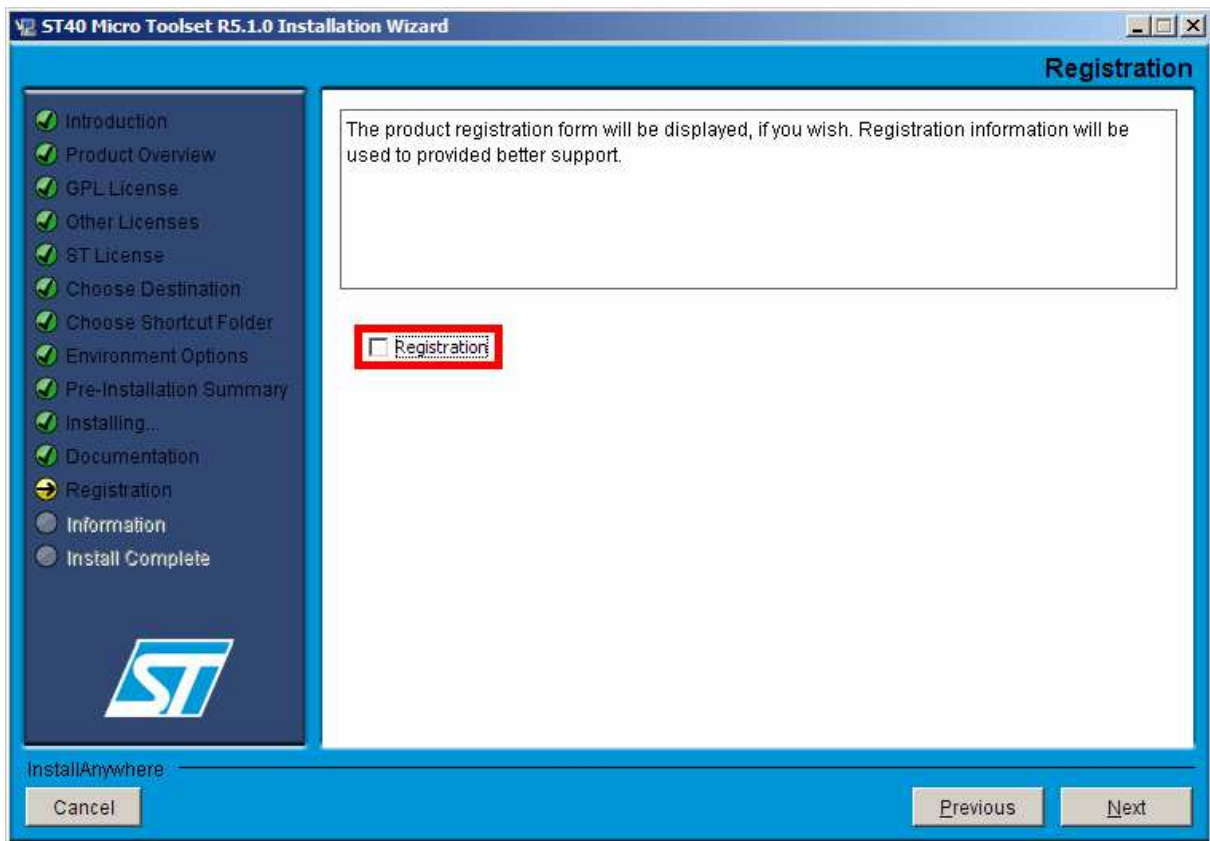 ST40 Micro Toolset R5.1.0 Installation Wizard
Registration
Introduction
Product Overview
GPL License
Other Licenses
ST License
Choose Destination
Choose Shortcut Folder
Environment Options
Pre-Installation Summary
Installing...
Documentation
Registration
Information
Install Complete
The product registration form will be displayed, if you wish. Registration information will be
used to provided better support.
Registration
ST
InstallAnywhere
Cancel
Previous
Next